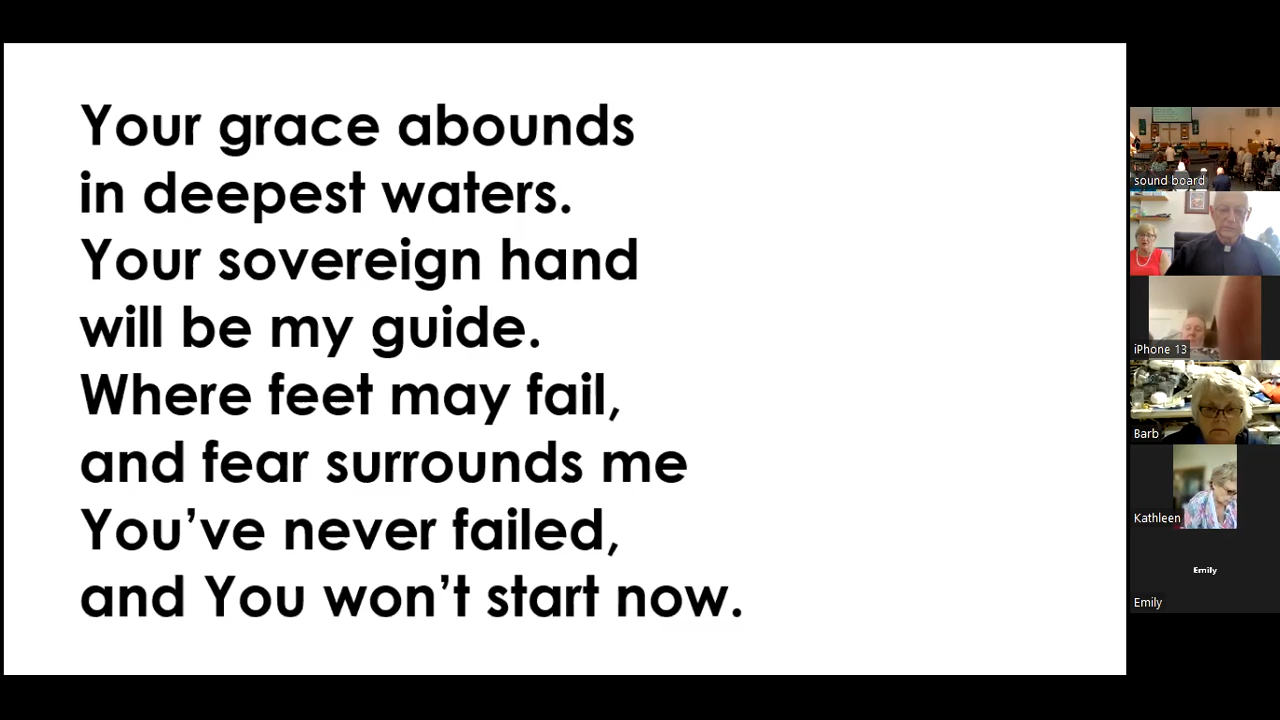 Your grace abounds
in deepest waters.
Your sovereign hand
will be my guide.
Where feet may fail,
and fear surrounds me
You’ve never failed,
and You won’t start now.
sound board
iPhone 13
Barb
Kathleen
Emily
Emily